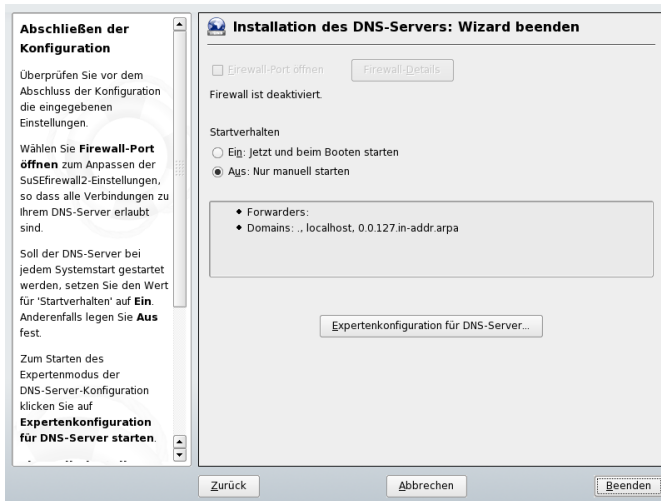 Abschließen der
Konfiguration
Überprüfen Sie vor dem
Abschluss der Konfiguration
die eingegebenen
Einstellungen.
Wählen Sie Firewall-Port
öffnen zum Anpassen der
SuSEfirewall2-Einstellungen,
so dass alle Verbindungen zu
Ihrem DNS-Server erlaubt
sind.
Soll der DNS-Server bei
jedem Systemstart gestartet
werden, setzen Sie den Wert
für 'Startverhalten' auf Ein.
Anderenfalls legen Sie Aus
fest.
Zum Starten des
Expertenmodus der
DNS-Server-Konfiguration
klicken Sie auf
Expertenkonfiguration
für DNS-Server starten.
Installation des DNS-Servers: Wizard beenden
Firewall-Port öffnen
Firewall-Details
Firewall ist deaktiviert.
Startverhalten
Ein: Jetzt und beim Booten starten
Aus: Nur manuell starten
◆ Forwarders:
◆ Domains: ., localhost, 0.0.127.in-addr.arpa
Expertenkonfiguration für DNS-Server...
Zurück
Abbrechen
Beenden